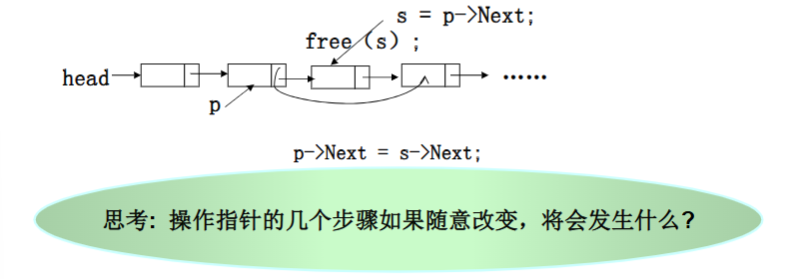 s = p->Next;
free(s);
head
……
p
p->Next = s->Next;
思考: 操作指针的几个步骤如果随意改变，将会发生什么?